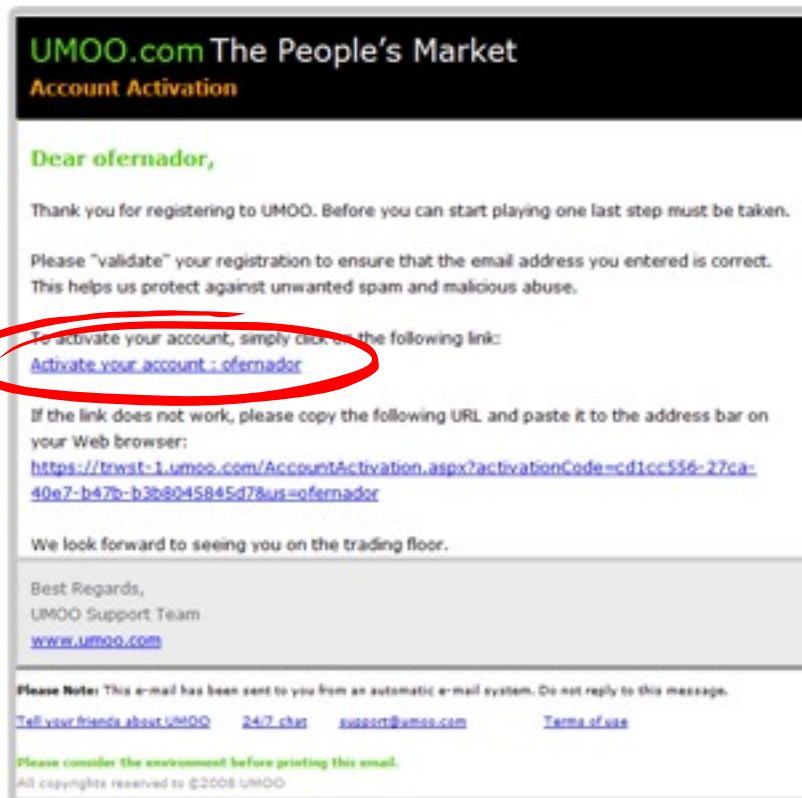 UMOO.com The People's Market
Account Activation
Dear ofernador,
Thank you for registering to UMOO. Before you can start playing one last step must be taken.
Please "validate" your registration to ensure that the email address you entered is correct.
This helps us protect against unwanted spam and malicious abuse.
To activate your account, simply click on the following link:
Activate your account : ofernador
If the link does not work, please copy the following URL and paste it to the address bar on
your Web browser:
https://trwst-1.umoo.com/AccountActivation.aspx?activationCode=cd1cc556-27ca-
40e7-b47b-b3b8045845d7&us=ofernador
We look forward to seeing you on the trading floor.
Best Regards,
UMOO Support Team
www.umoo.com
Please Note: This e-mail has been sent to you from an automatic e-mail system. Do not reply to this message.
Tell your friends about UMOO 24/7 chat support@umoo.com Terms of use
Please consider the environment before printing this email.
All copyrights reserved to ©2008 UMOO